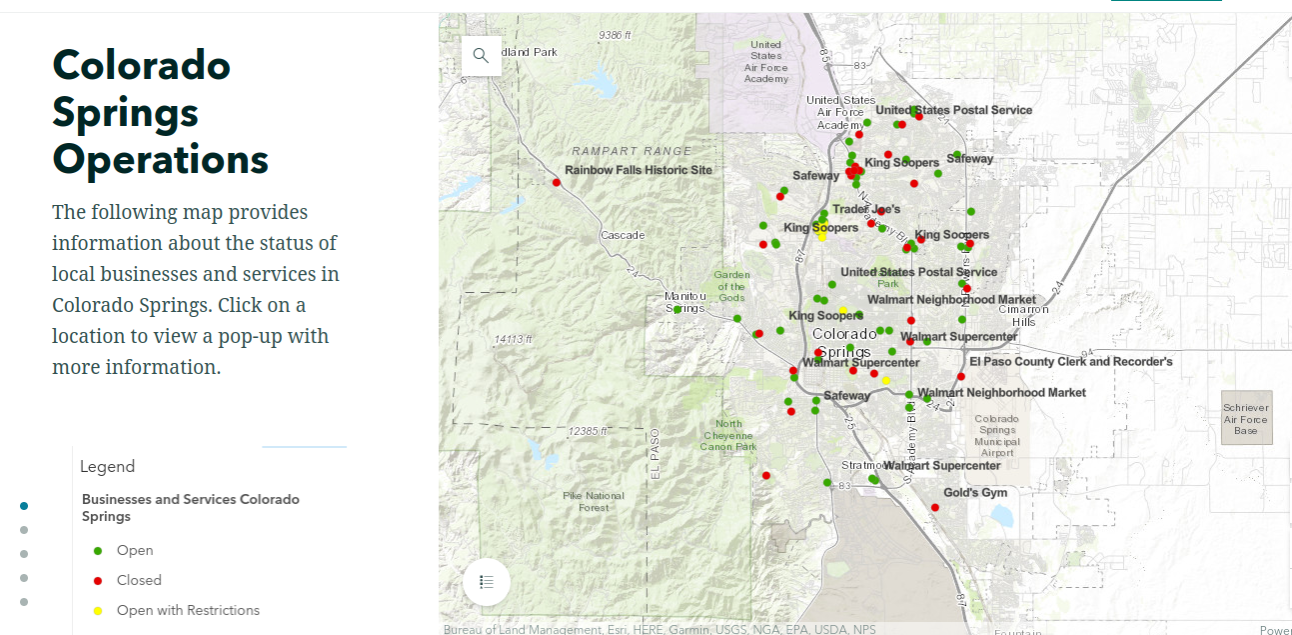 Colorado
Springs
Operations
The following map provides
information about the status of
local businesses and services in
Colorado Springs. Click on a
location to view a pop-up with
more information.
Legend
Businesses and Services Colorado
Springs
Open
Closed
Open with Restrictions
dland Park
9386 ft
United
States
Air Force
Academy
83
United States
Air Force
Academy
United States Postal Service
RAMPART RANGE
Rainbow Falls Historic Site
King Soopers
Safeway
Safeway
Trader Joe's
King Soopers
King Soopers
Cascade
24
87
Garden
of the
Gods
United States Postal Service
Park
Manitou
Springs
Walmart Neighborhood Market
24
Cimarron
Hills
King Soopers
14113 ft
Colorado
Springs
Walmart Supercenter
94
Walmart Supercenter
El Paso County Clerk and Recorder's
Safeway
Walmart Neighborhood Market
24
Schriever
Air Force
Base
25
Colorado
Springs
Municipal
Airport
North
Cheyenne
Canon Park
12385 ft
EL PASO
S Academy Blvd
Walmart Supercenter
83
Pike National
Forest
Gold's Gym
87
Bureau of Land Management, Esri, HERE, Garmin, USGS, NGA, EPA, USDA, NPS
Fountain
Power